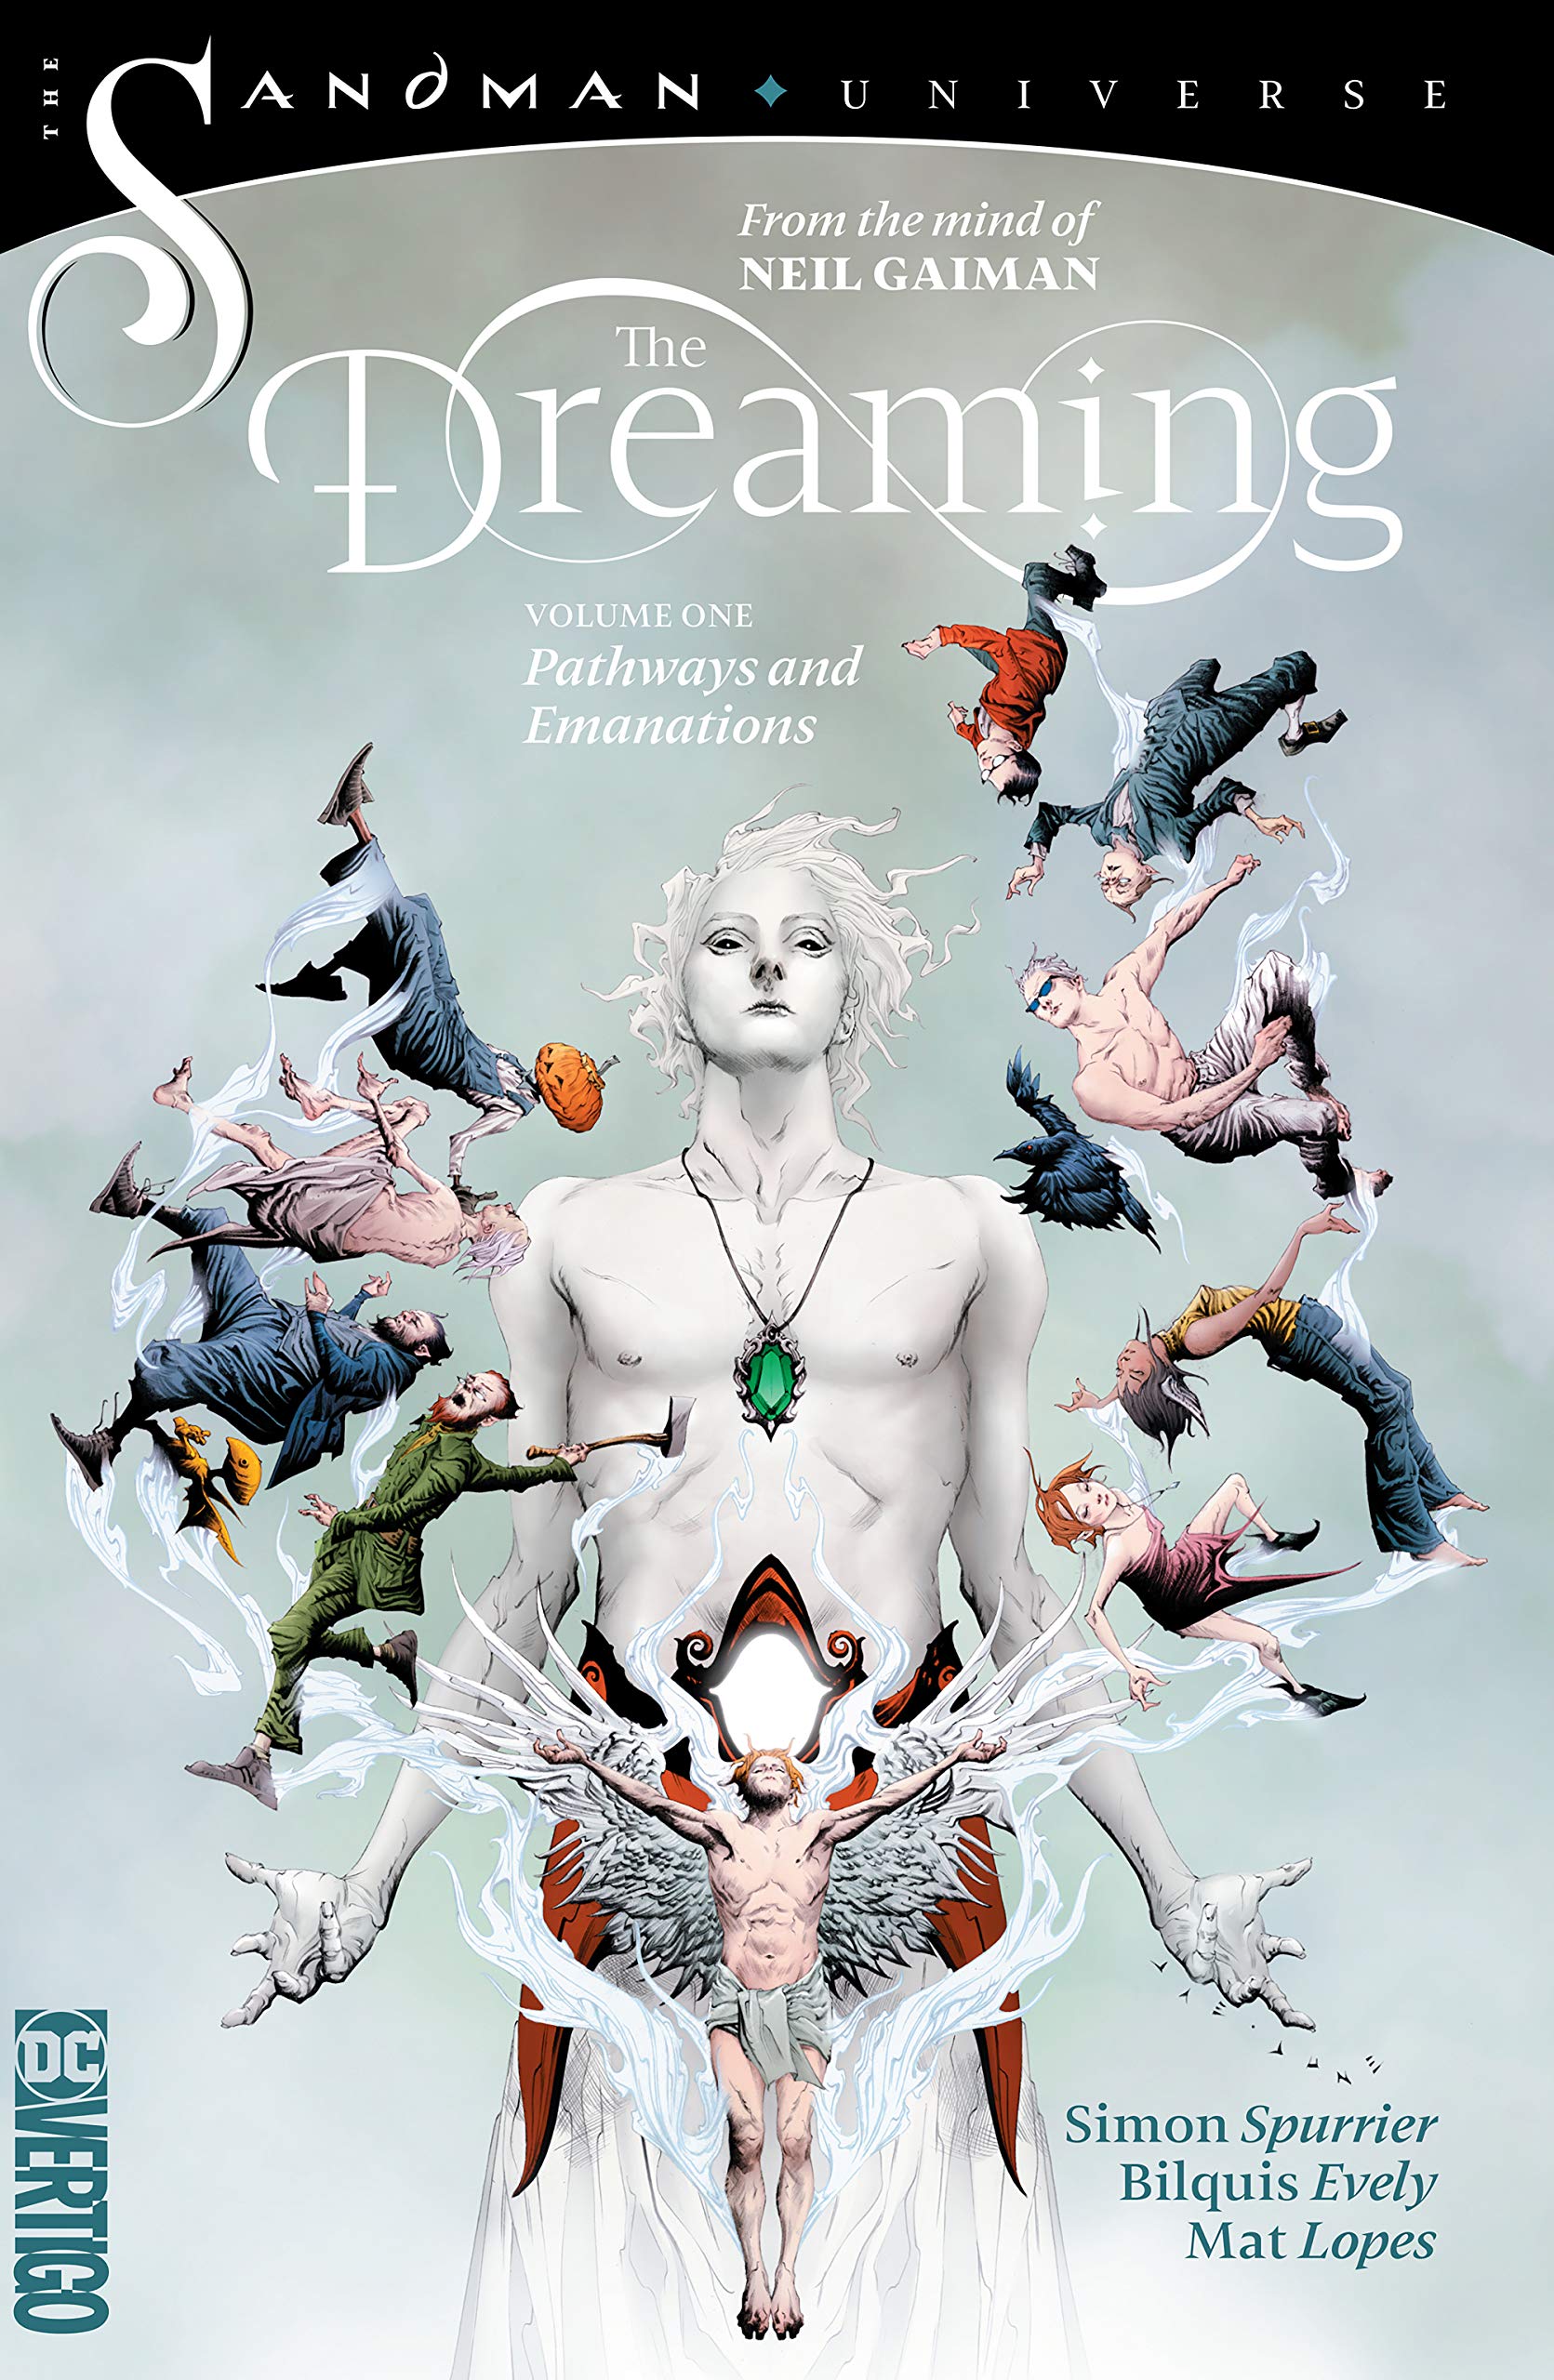 THE SANDMAN UNIVERSE
From the mind of
NEIL GAIMAN
The
Dreaming
VOLUME ONE
Pathways and
Emanations
Simon Spurrier
Bilquis Evely
Mat Lopes
DC
VERTIGO